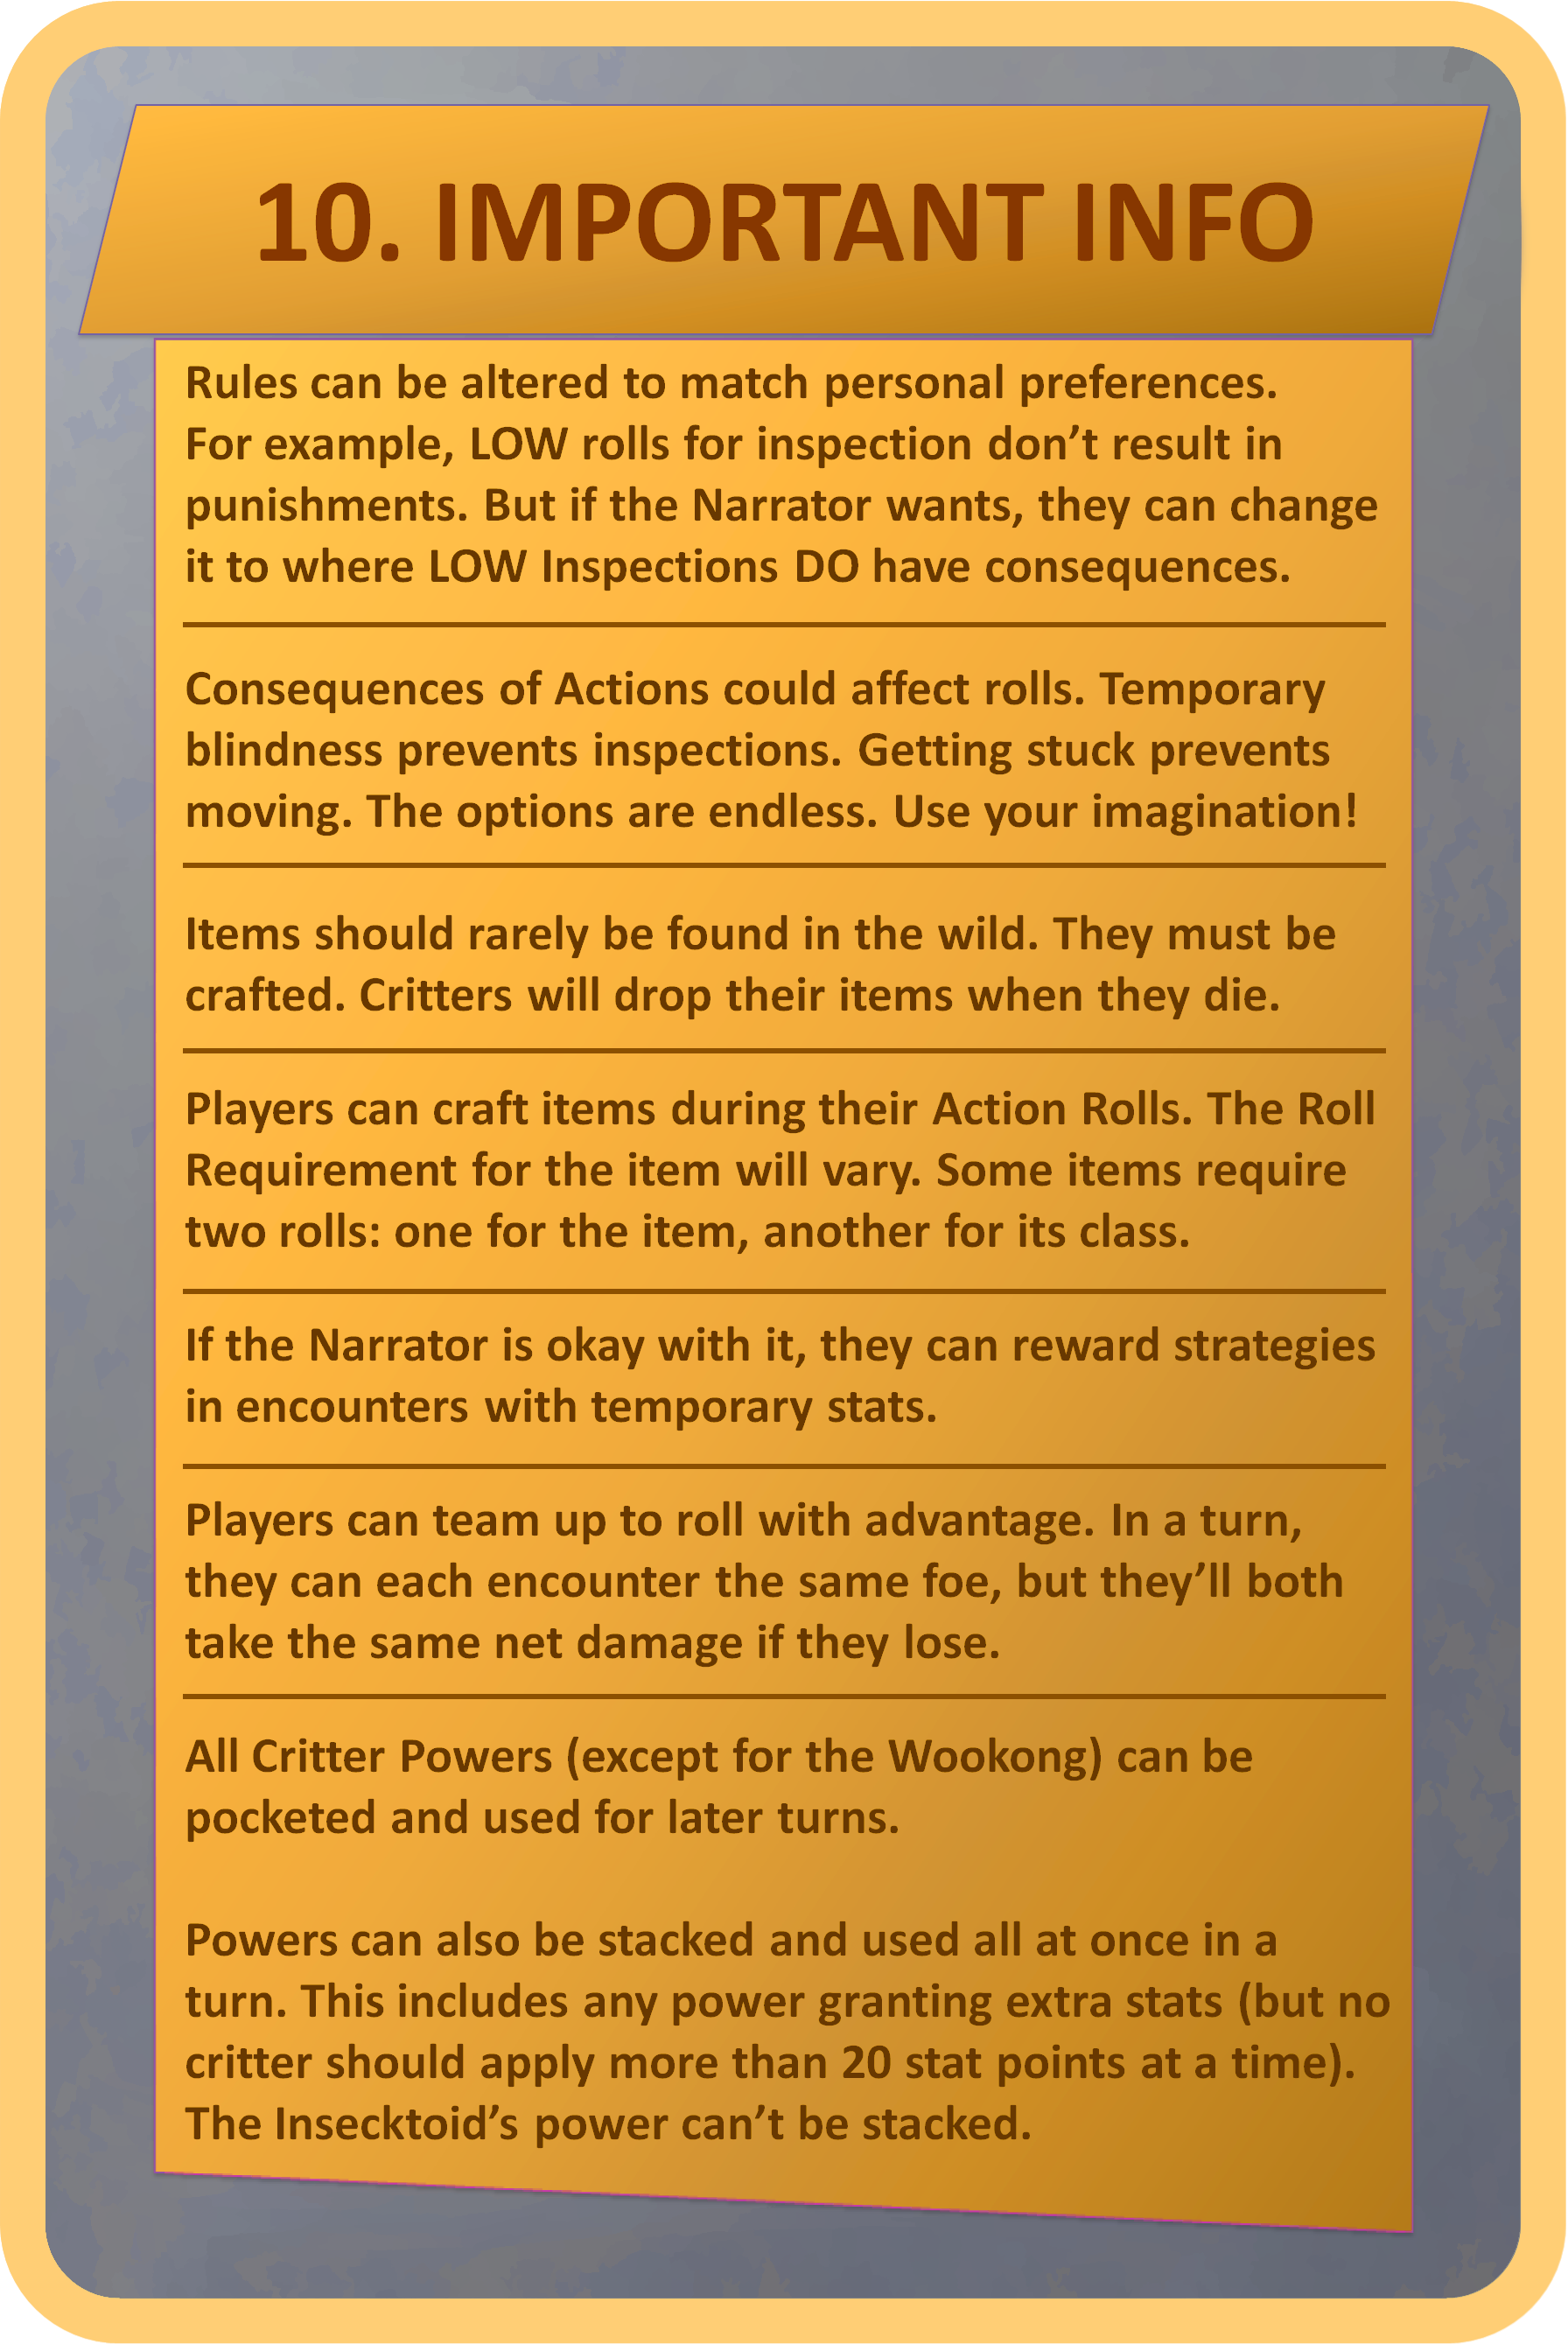 10. IMPORTANT INFO
Rules can be altered to match personal preferences.
For example, LOW rolls for inspection don’t result in
punishments. But if the Narrator wants, they can change
it to where LOW Inspections DO have consequences.
Consequences of Actions could affect rolls. Temporary
blindness prevents inspections. Getting stuck prevents
moving. The options are endless. Use your imagination!
Items should rarely be found in the wild. They must be
crafted. Critters will drop their items when they die.
Players can craft items during their Action Rolls. The Roll
Requirement for the item will vary. Some items require
two rolls: one for the item, another for its class.
If the Narrator is okay with it, they can reward strategies
in encounters with temporary stats.
Players can team up to roll with advantage. In a turn,
they can each encounter the same foe, but they’ll both
take the same net damage if they lose.
All Critter Powers (except for the Wookong) can be
pocketed and used for later turns.
Powers can also be stacked and used all at once in a
turn. This includes any power granting extra stats (but no
critter should apply more than 20 stat points at a time).
The Insecktoid’s power can’t be stacked.